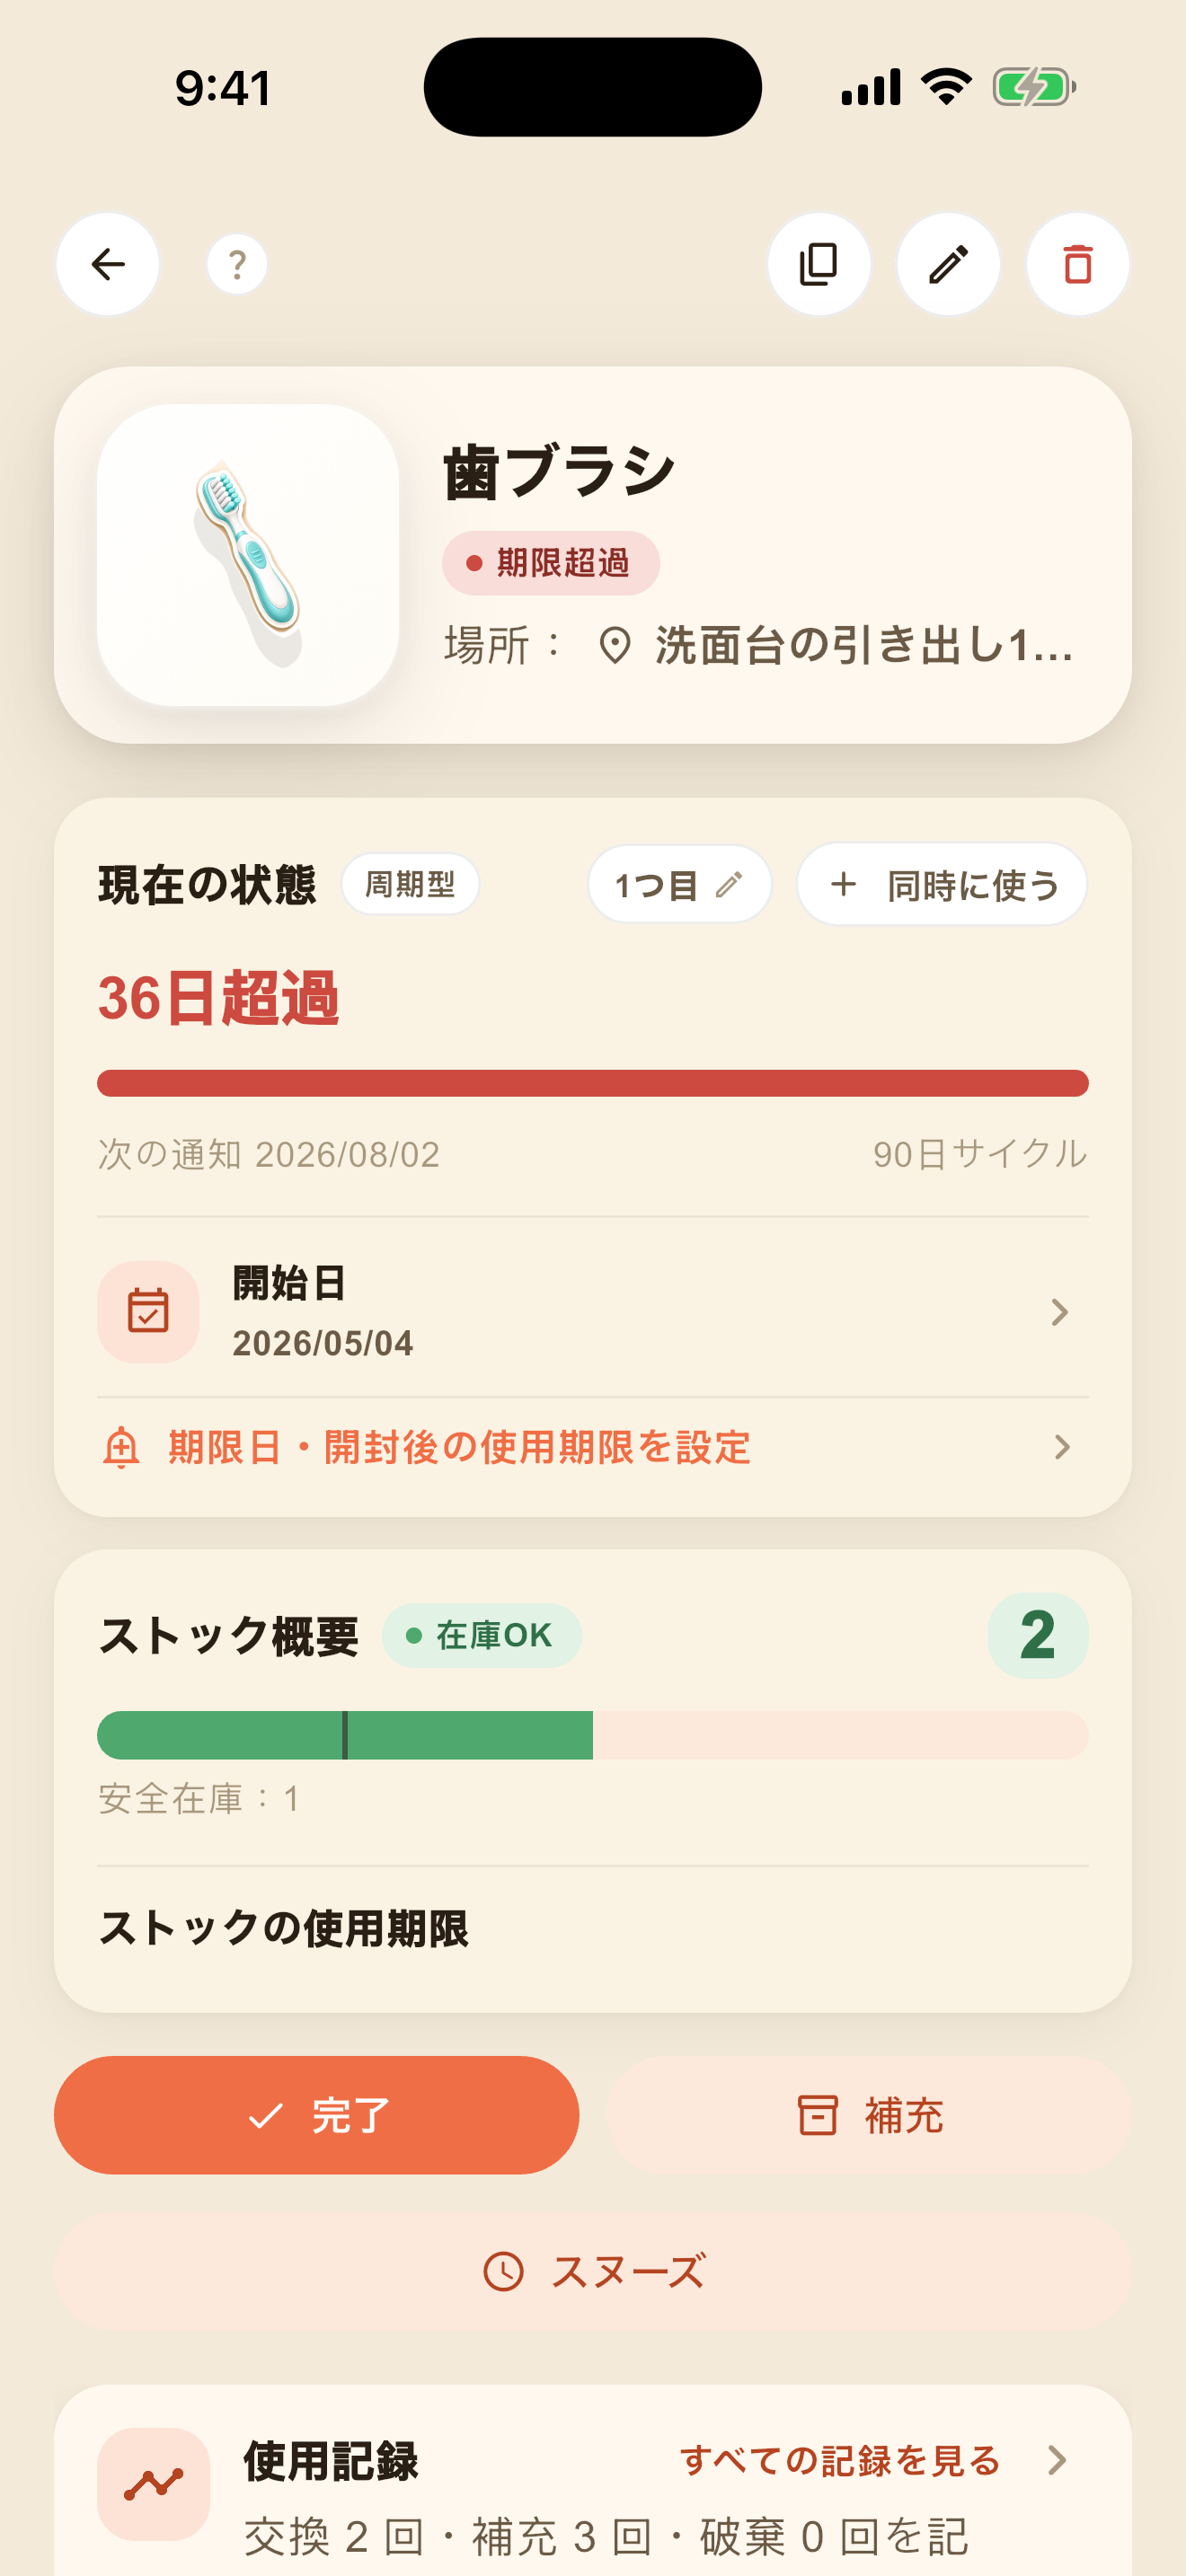 9:41
?
歯ブラシ
期限超過
場所： 洗面台の引き出し1...
現在の状態 周期型 1つ目 + 同時に使う
36日超過
次の通知 2026/08/02 90日サイクル
開始日
2026/05/04
期限日・開封後の使用期限を設定
ストック概要 在庫OK 2
安全在庫：1
ストックの使用期限
完了 補充
スヌーズ
使用記録 すべての記録を見る
交換 2 回・補充 3 回・破棄 0 回を記